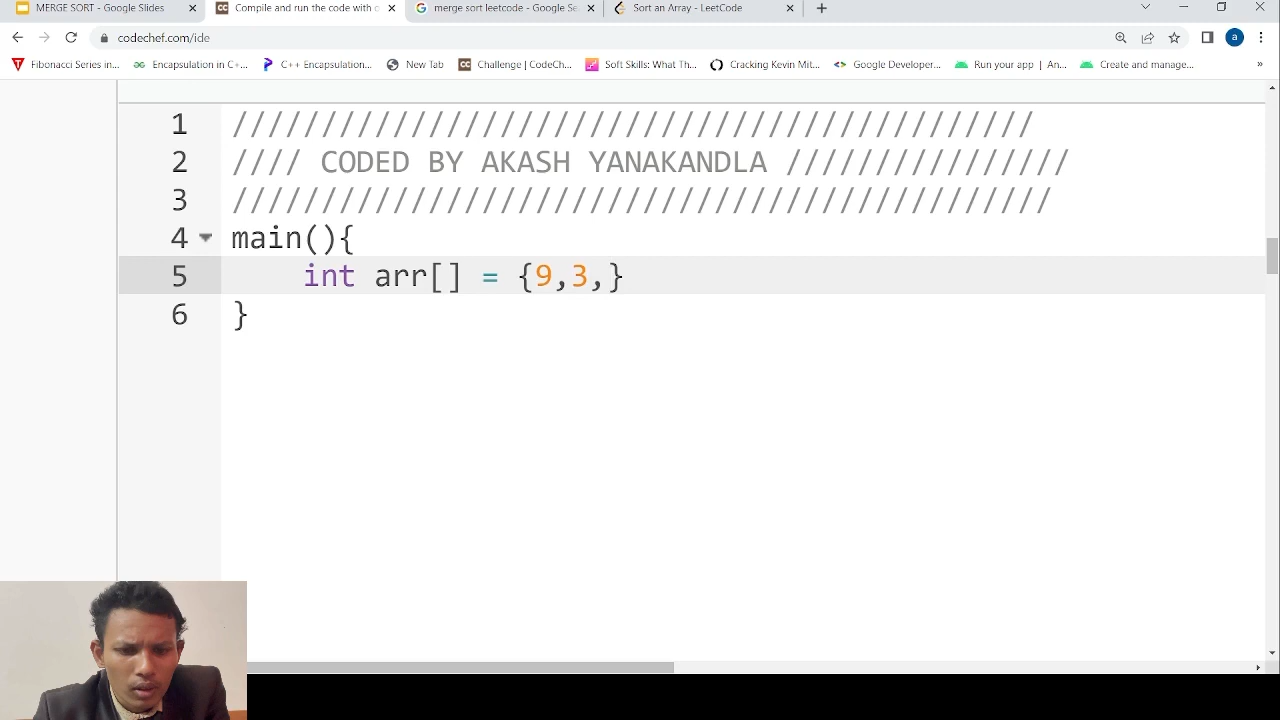 MERGE SORT - Google Slides
Compile and run the code with o
merge sort leetcode - Google Se
Sort an Array - LeetCode
codechef.com/ide
Fibonacci Series in...
Encapsulation in C+...
C++ Encapsulation...
New Tab
Challenge | CodeCh...
Soft Skills: What Th...
Cracking Kevin Mit...
Google Developer...
Run your app | An...
Create and manage...
»
a
1 /////////////////////////////////////////////
2 //// CODED BY AKASH YANAKANDLA ////////////////
3 //////////////////////////////////////////////
4 main(){
5 int arr[] = {9,3,}
6 }